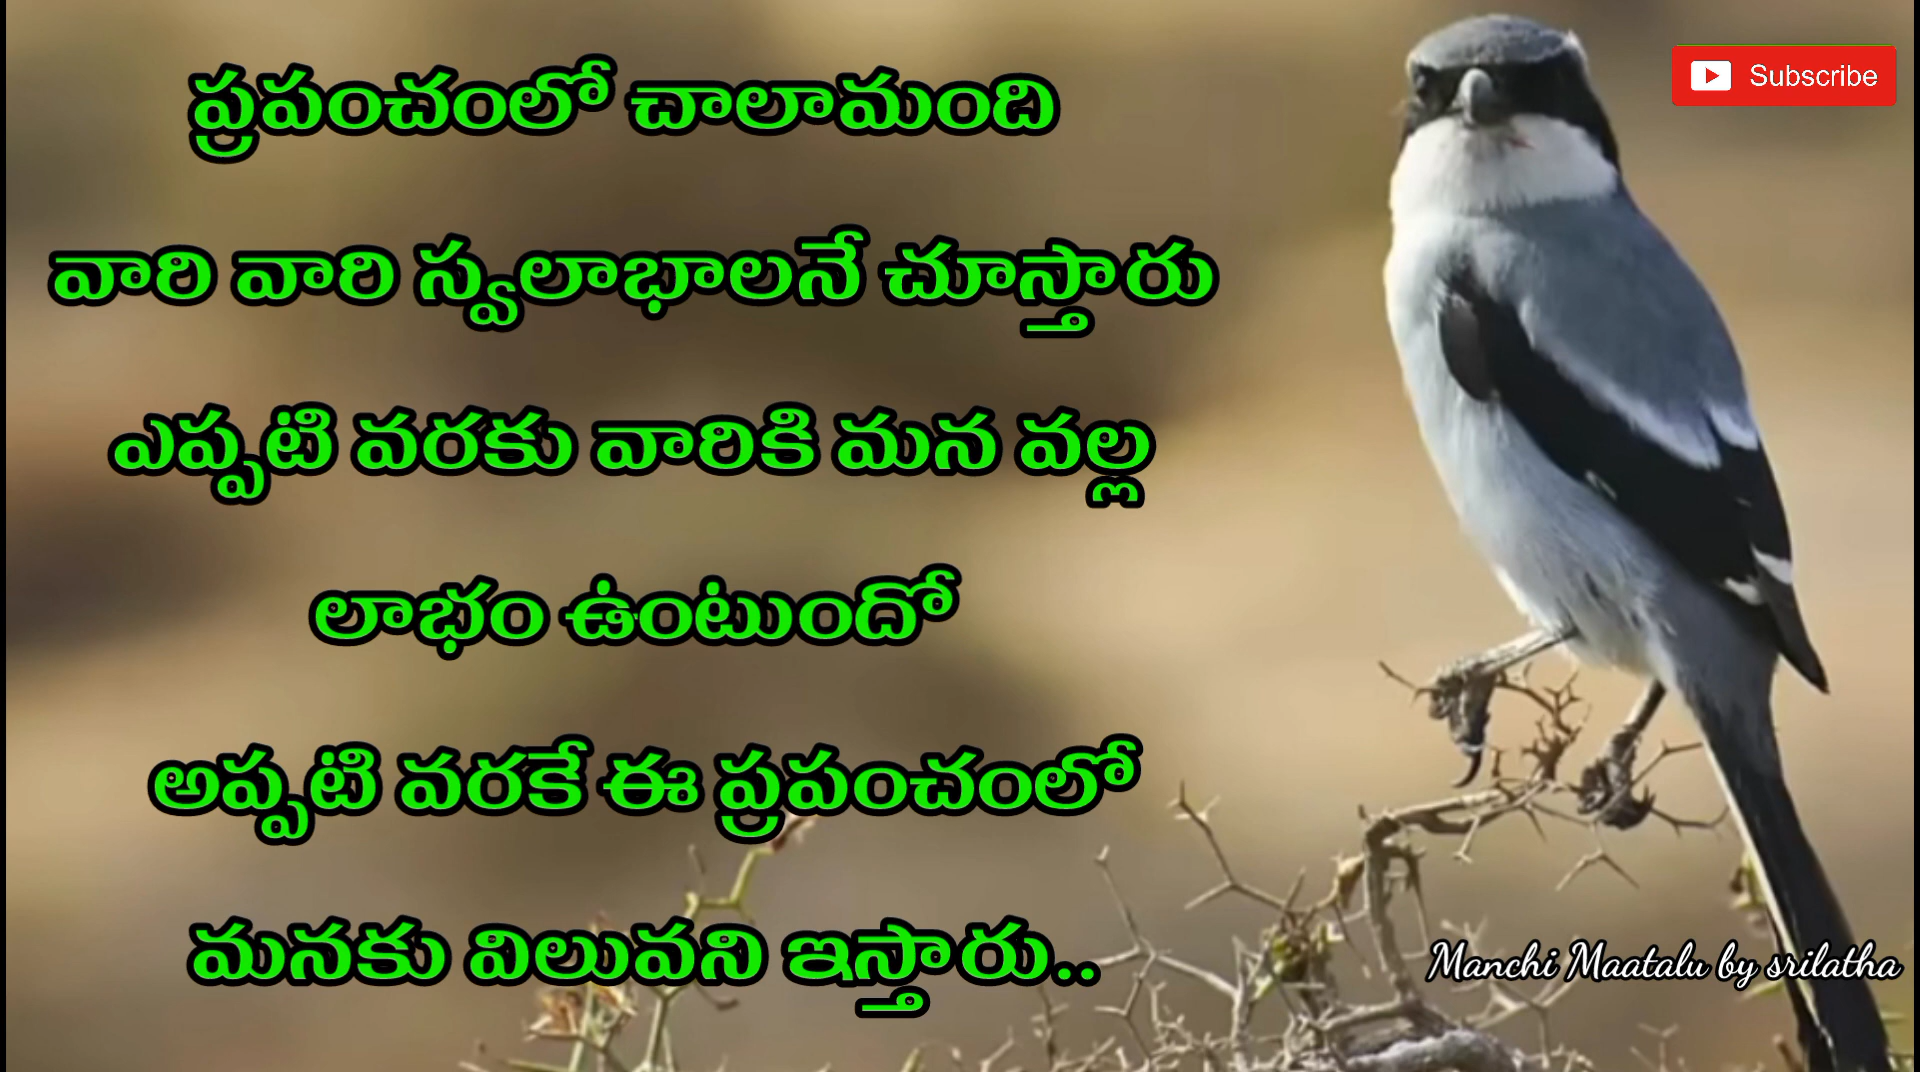 ప్రపంచంలో చాలామంది
వారి వారి స్వలాభాలనే చూస్తారు
ఎప్పటి వరకు వారికి మన వల్ల
లాభం ఉంటుందో
అప్పటి వరకే ఈ ప్రపంచంలో
మనకు విలువని ఇస్తారు..
Subscribe
Manchi Maatalu by srilatha